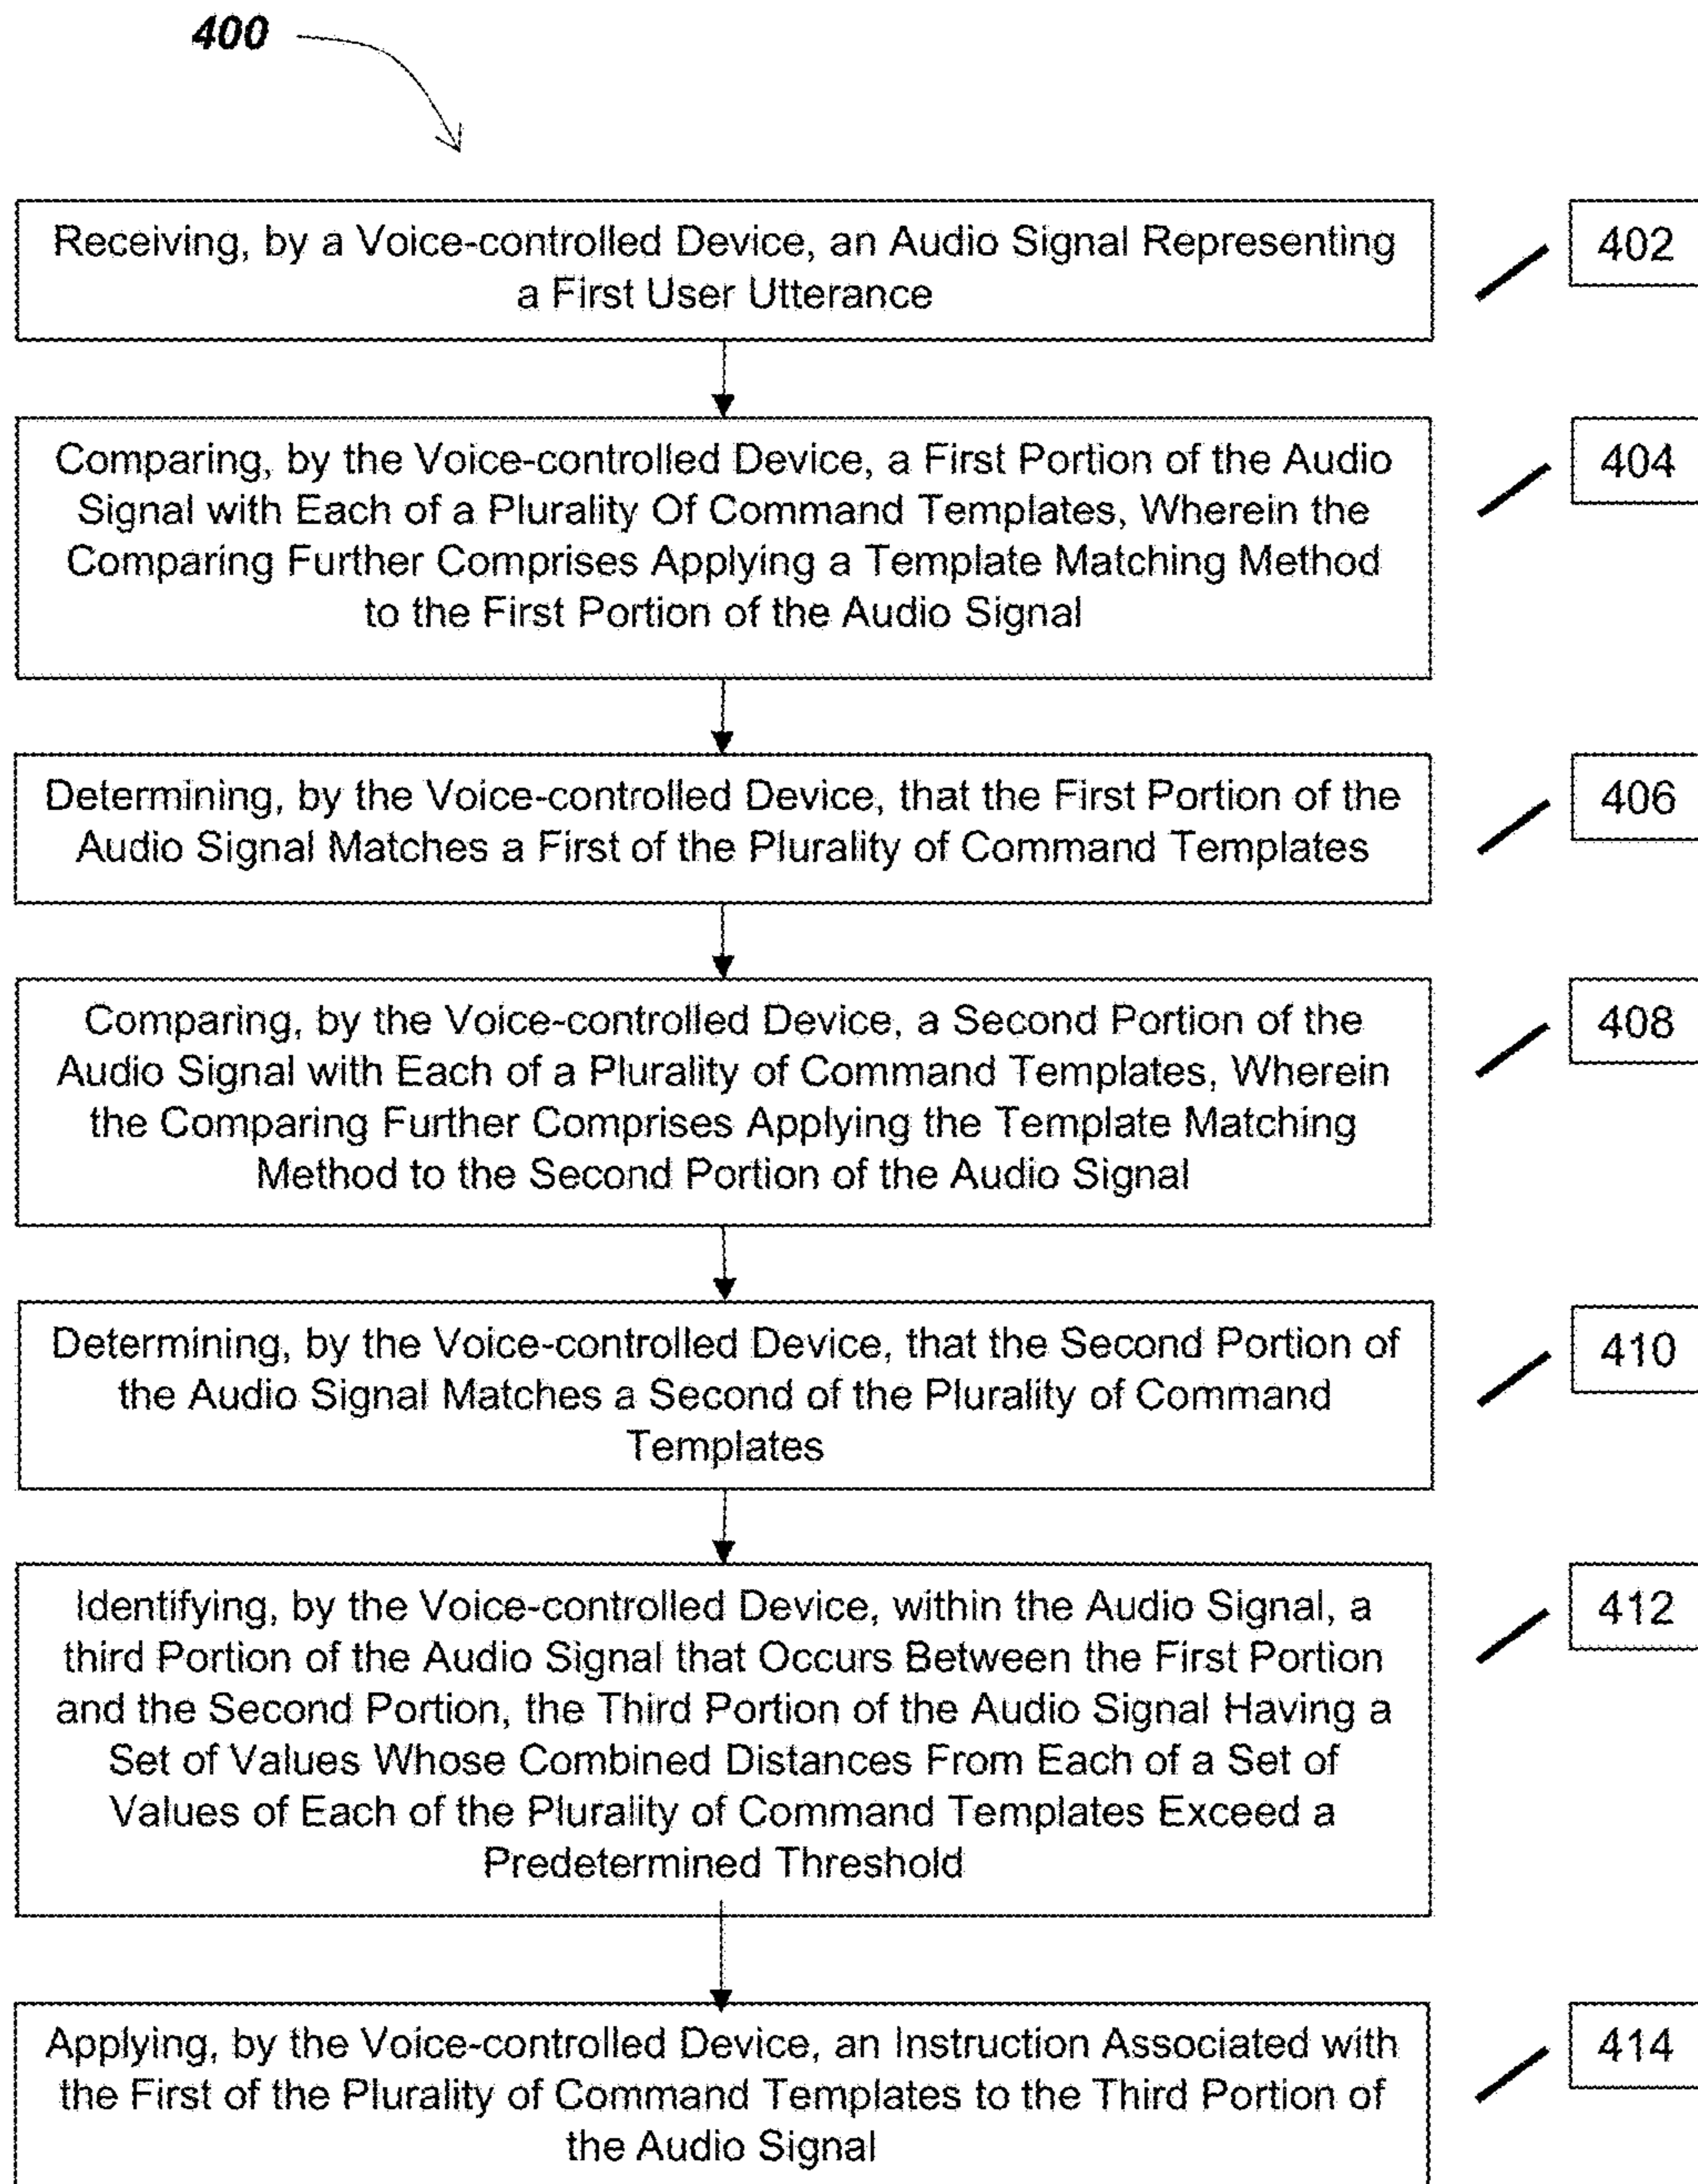 400
Receiving, by a Voice-controlled Device, an Audio Signal Representing
a First User Utterance
402
Comparing, by the Voice-controlled Device, a First Portion of the Audio
Signal with Each of a Plurality Of Command Templates, Wherein the
Comparing Further Comprises Applying a Template Matching Method
to the First Portion of the Audio Signal
404
Determining, by the Voice-controlled Device, that the First Portion of the
Audio Signal Matches a First of the Plurality of Command Templates
406
Comparing, by the Voice-controlled Device, a Second Portion of the
Audio Signal with Each of a Plurality of Command Templates, Wherein
the Comparing Further Comprises Applying the Template Matching
Method to the Second Portion of the Audio Signal
408
Determining, by the Voice-controlled Device, that the Second Portion of
the Audio Signal Matches a Second of the Plurality of Command
Templates
410
Identifying, by the Voice-controlled Device, within the Audio Signal, a
third Portion of the Audio Signal that Occurs Between the First Portion
and the Second Portion, the Third Portion of the Audio Signal Having a
Set of Values Whose Combined Distances From Each of a Set of
Values of Each of the Plurality of Command Templates Exceed a
Predetermined Threshold
412
Applying, by the Voice-controlled Device, an Instruction Associated with
the First of the Plurality of Command Templates to the Third Portion of
the Audio Signal
414